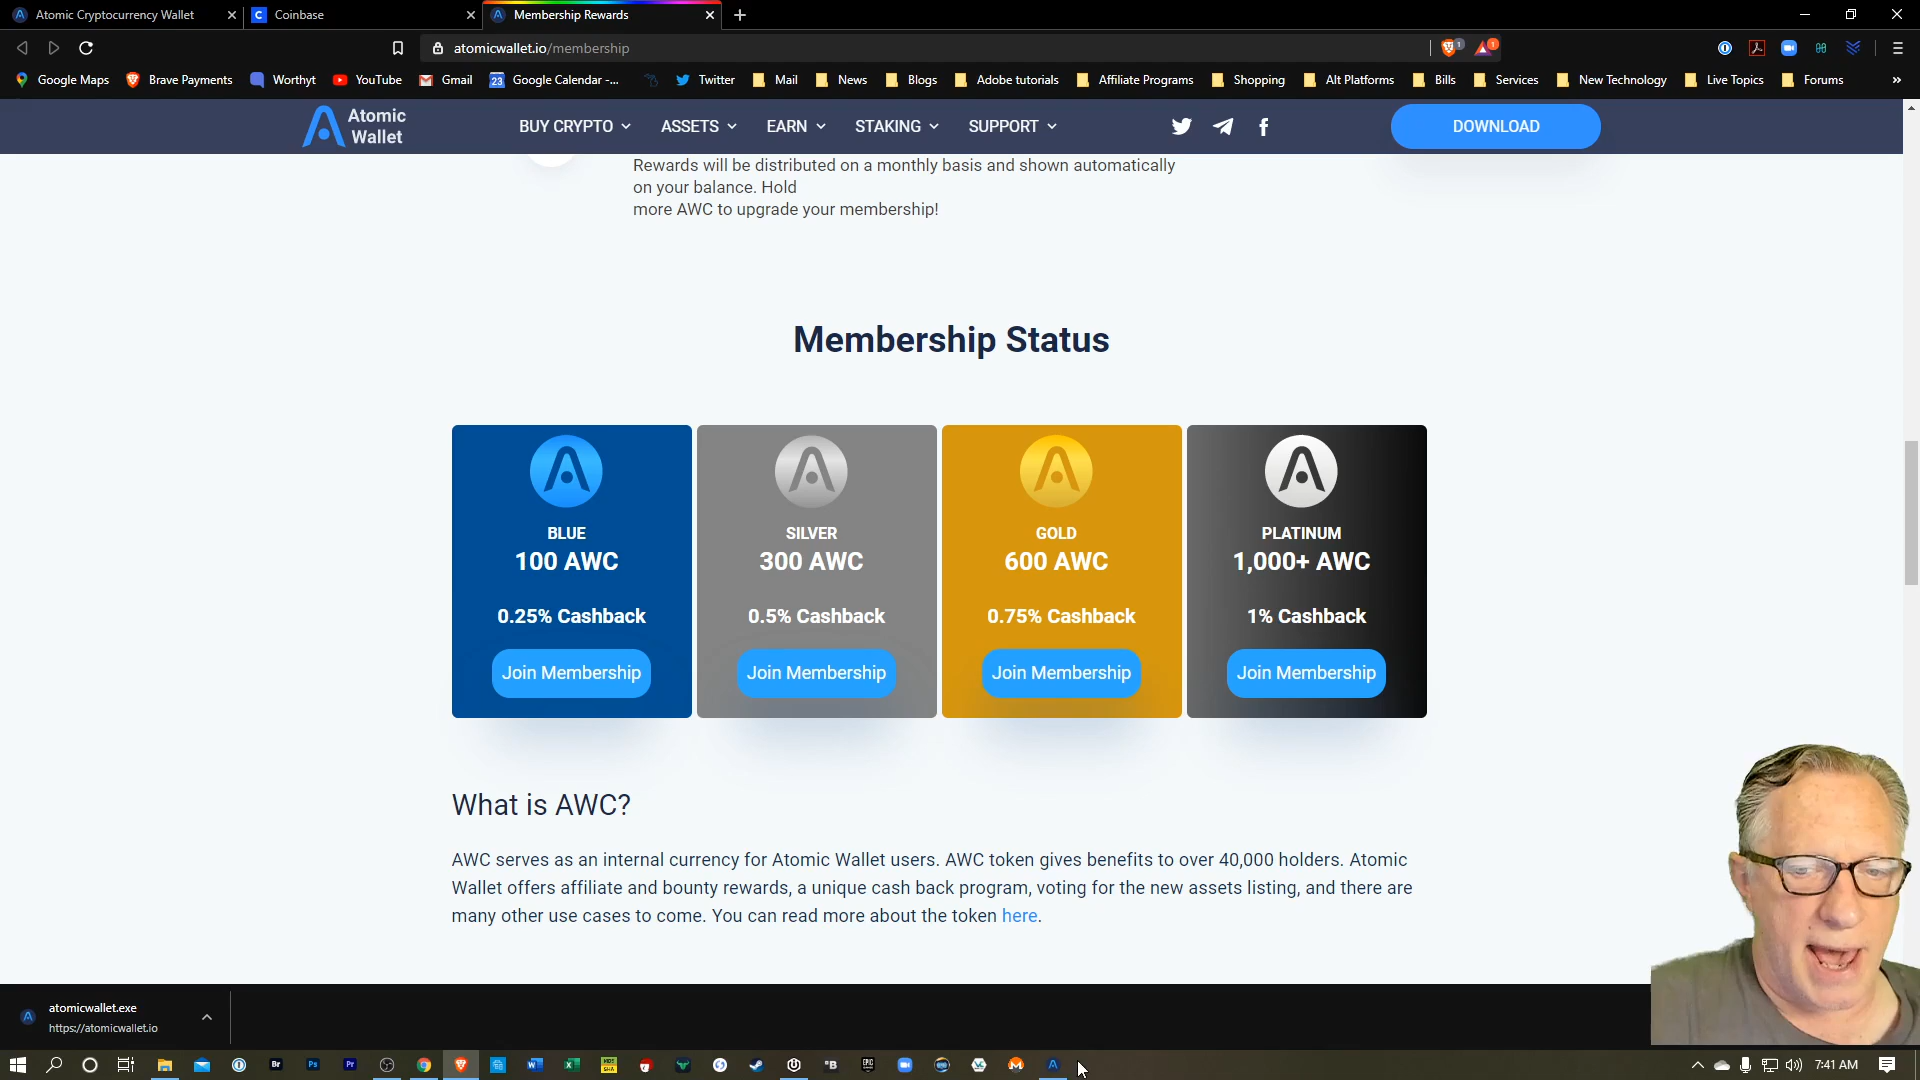 Atomic Cryptocurrency Wallet
Coinbase
Membership Rewards
atomicwallet.io/membership
1
1
Google Maps
Brave Payments
Worthy
YouTube
Gmail
23
Google Calendar -...
Twitter
Mail
News
Blogs
Adobe tutorials
Affiliate Programs
Shopping
Alt Platforms
Bills
Services
New Technology
Live Topics
Forums
Atomic
Wallet
BUY CRYPTO
ASSETS
EARN
STAKING
SUPPORT
DOWNLOAD
Rewards will be distributed on a monthly basis and shown automatically
on your balance. Hold
more AWC to upgrade your membership!
Membership Status
BLUE
100 AWC
0.25% Cashback
Join Membership
SILVER
300 AWC
0.5% Cashback
Join Membership
GOLD
600 AWC
0.75% Cashback
Join Membership
PLATINUM
1,000+ AWC
1% Cashback
Join Membership
What is AWC?
AWC serves as an internal currency for Atomic Wallet users. AWC token gives benefits to over 40,000 holders. Atomic
Wallet offers affiliate and bounty rewards, a unique cash back program, voting for the new assets listing, and there are
many other use cases to come. You can read more about the token here.
atomicwallet.exe
https://atomicwallet.io
Br
Ps
Pr
7:41 AM